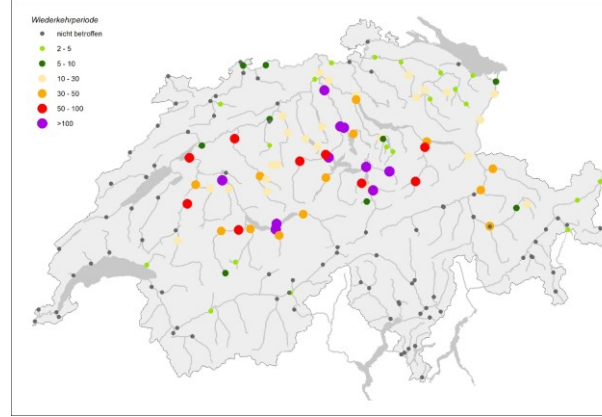 Wiederkehrperiode
nicht betroffen
2 - 5
5 - 10
10 - 30
30 - 50
50 - 100
>100